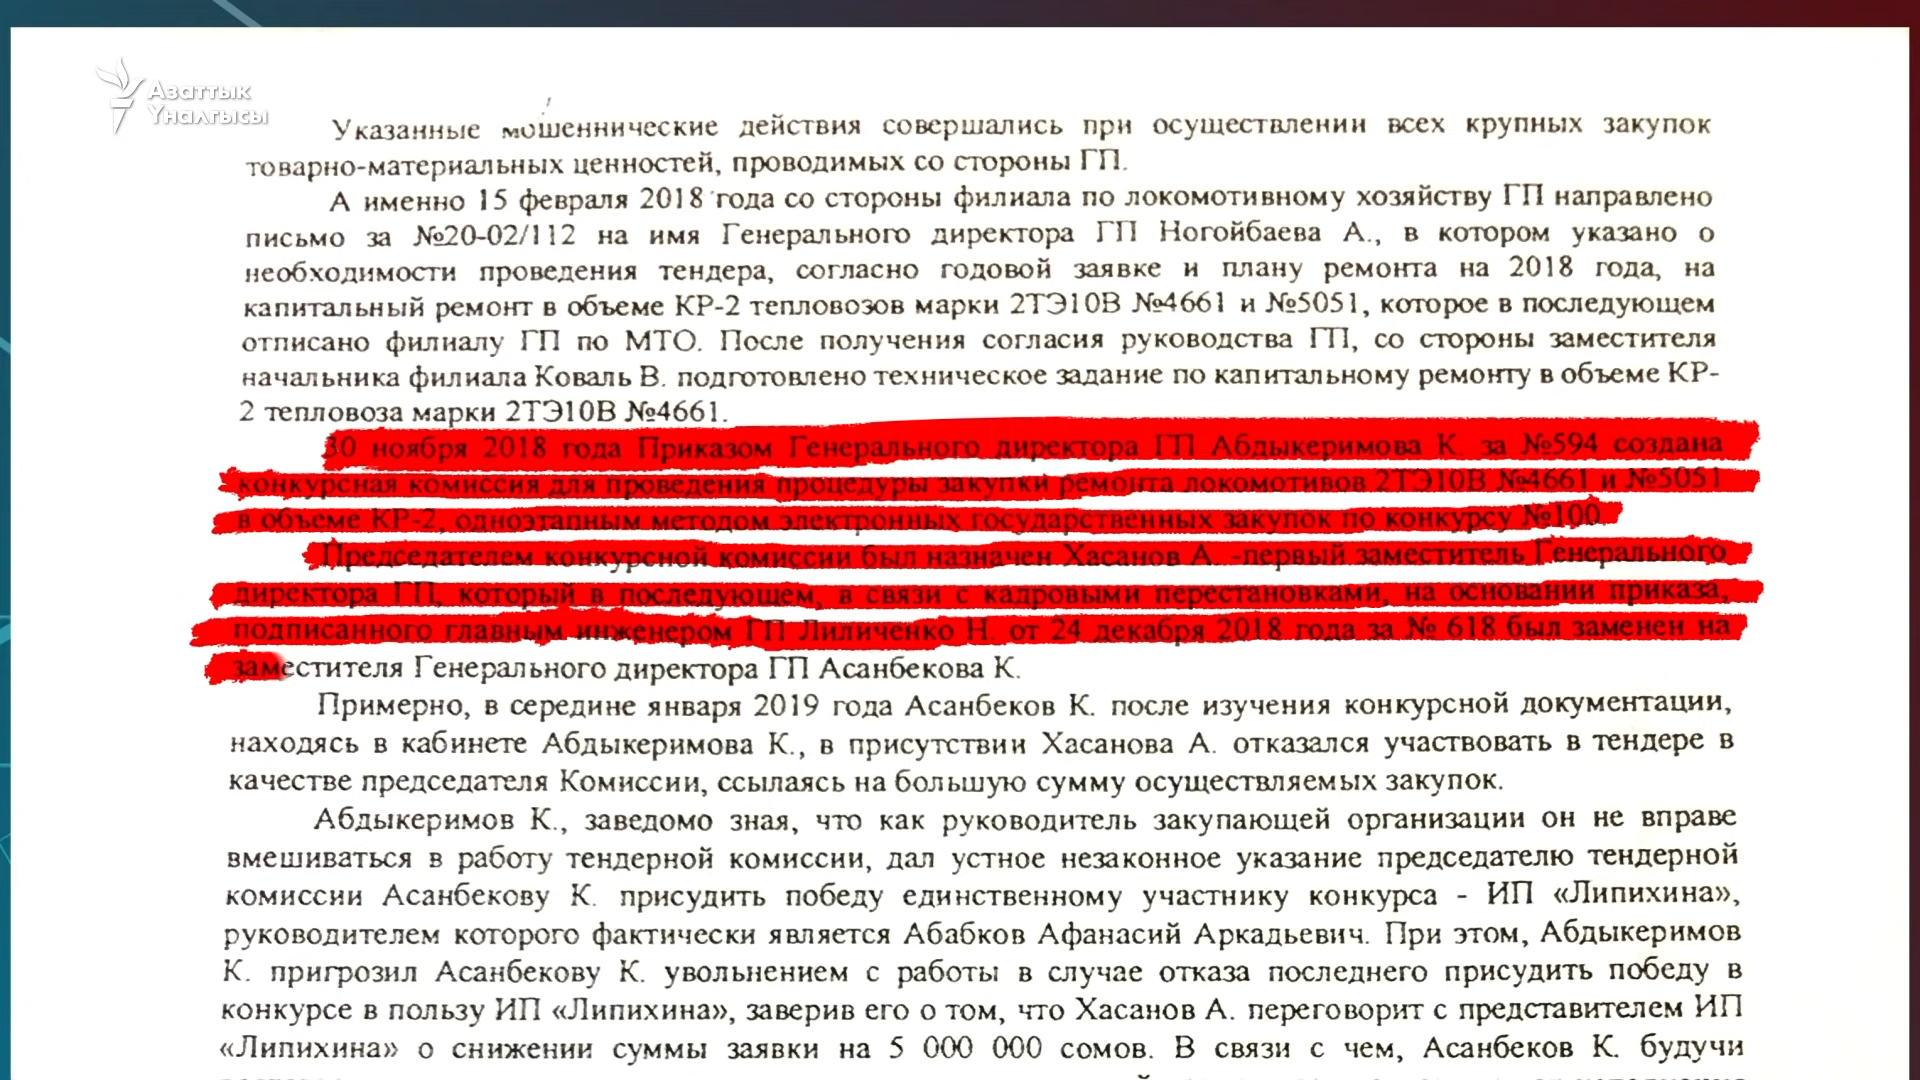 Азаттык
Үналгысы
Указанные мошеннические действия совершались при осуществлении всех крупных закупок
товарно-материальных ценностей, проводимых со стороны ГП.
А именно 15 февраля 2018 года со стороны филиала по локомотивному хозяйству ГП направлено
письмо за №20-02/112 на имя Генерального директора ГП Ногойбаева А., в котором указано о
необходимости проведения тендера, согласно годовой заявке и плану ремонта на 2018 года, на
капитальный ремонт в объеме КР-2 тепловозов марки 2ТЭ10В №4661 и №5051, которое в последующем
отписано филиалу ГП по МТО. После получения согласия руководства ГП, со стороны заместителя
начальника филиала Коваль В. подготовлено техническое задание по капитальному ремонту в объеме КР-
2 тепловоза марки 2ТЭ10В №4661.
30 ноября 2018 года Приказом Генерального директора ГП Абдыкеримова К. за №594 создана
конкурсная комиссия для проведения процедуры закупки ремонта локомотивов 2ТЭ10В №4661 и №5051
в объеме КР-2, одноэтапным методом электронных государственных закупок по конкурсу №100.
Председателем конкурсной комиссии был назначен Хасанов А. -первый заместитель Генерального
директора ГП, который в последующем, в связи с кадровыми перестановками, на основании приказа,
подписанного главным инженером ГП Лиличенко Н. от 24 декабря 2018 года за № 618 был заменен на
заместителя Генерального директора ГП Асанбекова К.
Примерно, в середине января 2019 года Асанбеков К. после изучения конкурсной документации,
находясь в кабинете Абдыкеримова К., в присутствии Хасанова А. отказался участвовать в тендере в
качестве председателя Комиссии, ссылаясь на большую сумму осуществляемых закупок.
Абдыкеримов К., заведомо зная, что как руководитель закупающей организации он не вправе
вмешиваться в работу тендерной комиссии, дал устное незаконное указание председателю тендерной
комиссии Асанбекову К. присудить победу единственному участнику конкурса - ИП «Липихина»,
руководителем которого фактически является Абабков Афанасий Аркадьевич. При этом, Абдыкеримов
К. пригрозил Асанбекову К. увольнением с работы в случае отказа последнего присудить победу в
конкурсе в пользу ИП «Липихина», заверив его о том, что Хасанов А. переговорит с представителем ИП
«Липихина» о снижении суммы заявки на 5 000 000 сомов. В связи с чем, Асанбеков К. будучи